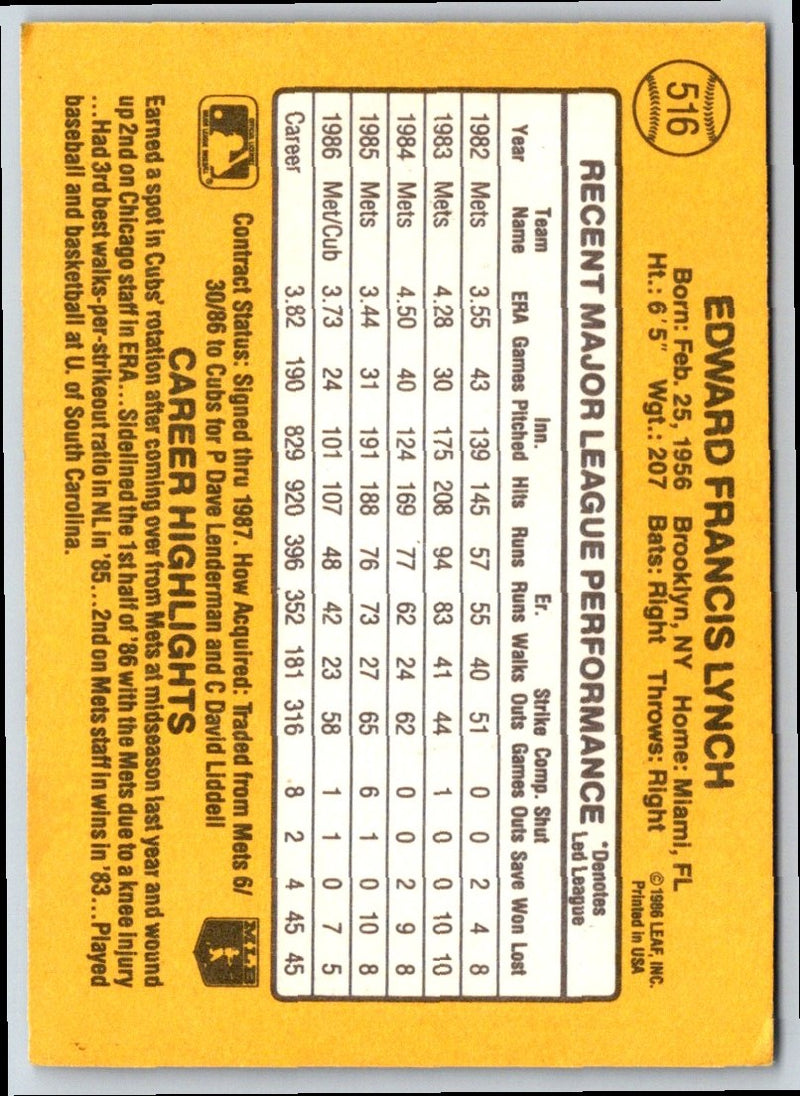 516
EDWARD FRANCIS LYNCH
Born: Feb. 25, 1956 Brooklyn, NY Home: Miami, FL
Ht.: 6'5" Wgt.: 207 Bats: Right Throws: Right
© 1986 LEAF, INC.
Printed in USA
RECENT MAJOR LEAGUE PERFORMANCE *Denotes Led League
Team Inn. Er. Strike Comp. Shut
Year Name ERA Games Pitched Hits Runs Runs Walks Outs Games Outs Save Won Lost
1982 Mets 3.55 43 139 145 57 55 40 51 0 0 2 4 8
1983 Mets 4.28 30 175 208 94 83 41 44 1 0 0 10 10
1984 Mets 4.50 40 124 169 77 62 24 62 0 0 2 9 8
1985 Mets 3.44 31 191 188 76 73 27 65 6 1 0 10 8
1986 Met/Cub 3.73 24 101 107 48 42 23 58 1 1 0 7 5
Career 3.82 190 829 920 396 352 181 316 8 2 4 45 45
Contract Status: Signed thru 1987. How Acquired: Traded from Mets 6/
30/86 to Cubs for P Dave Lenderman and C David Liddell
MLB
CAREER HIGHLIGHTS
Earned a spot in Cubs' rotation after coming over from Mets at midseason last year and wound
up 2nd on Chicago staff in ERA...Sidelined the 1st half of '86 with the Mets due to a knee injury
...Had 3rd best walks-per-strikeout ratio in NL in '85...2nd on Mets staff in wins in '83...Played
baseball and basketball at U. of South Carolina.